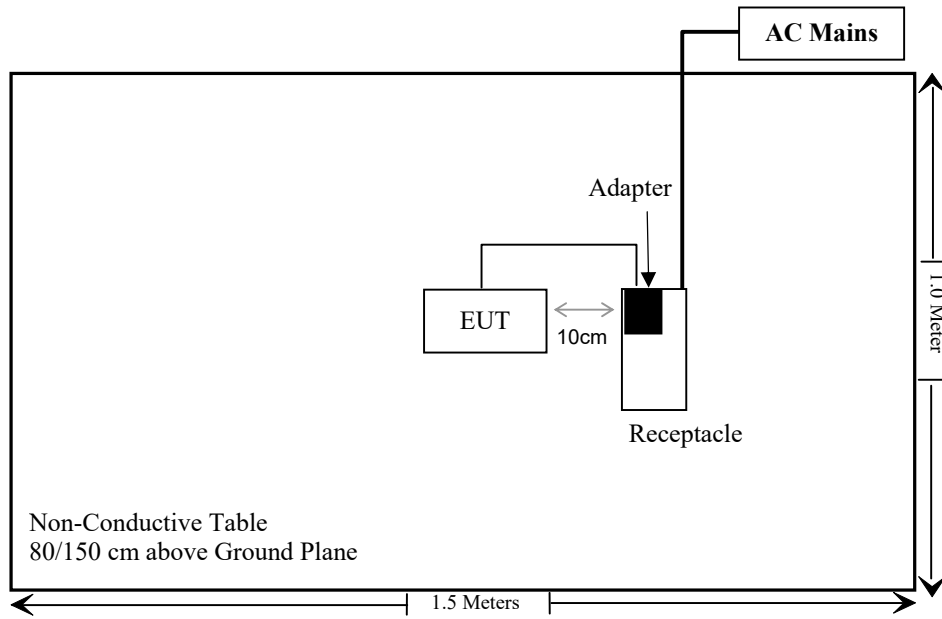 AC Mains
Adapter
EUT
10cm
1.0 Meter
Receptacle
Non-Conductive Table
80/150 cm above Ground Plane
1.5 Meters